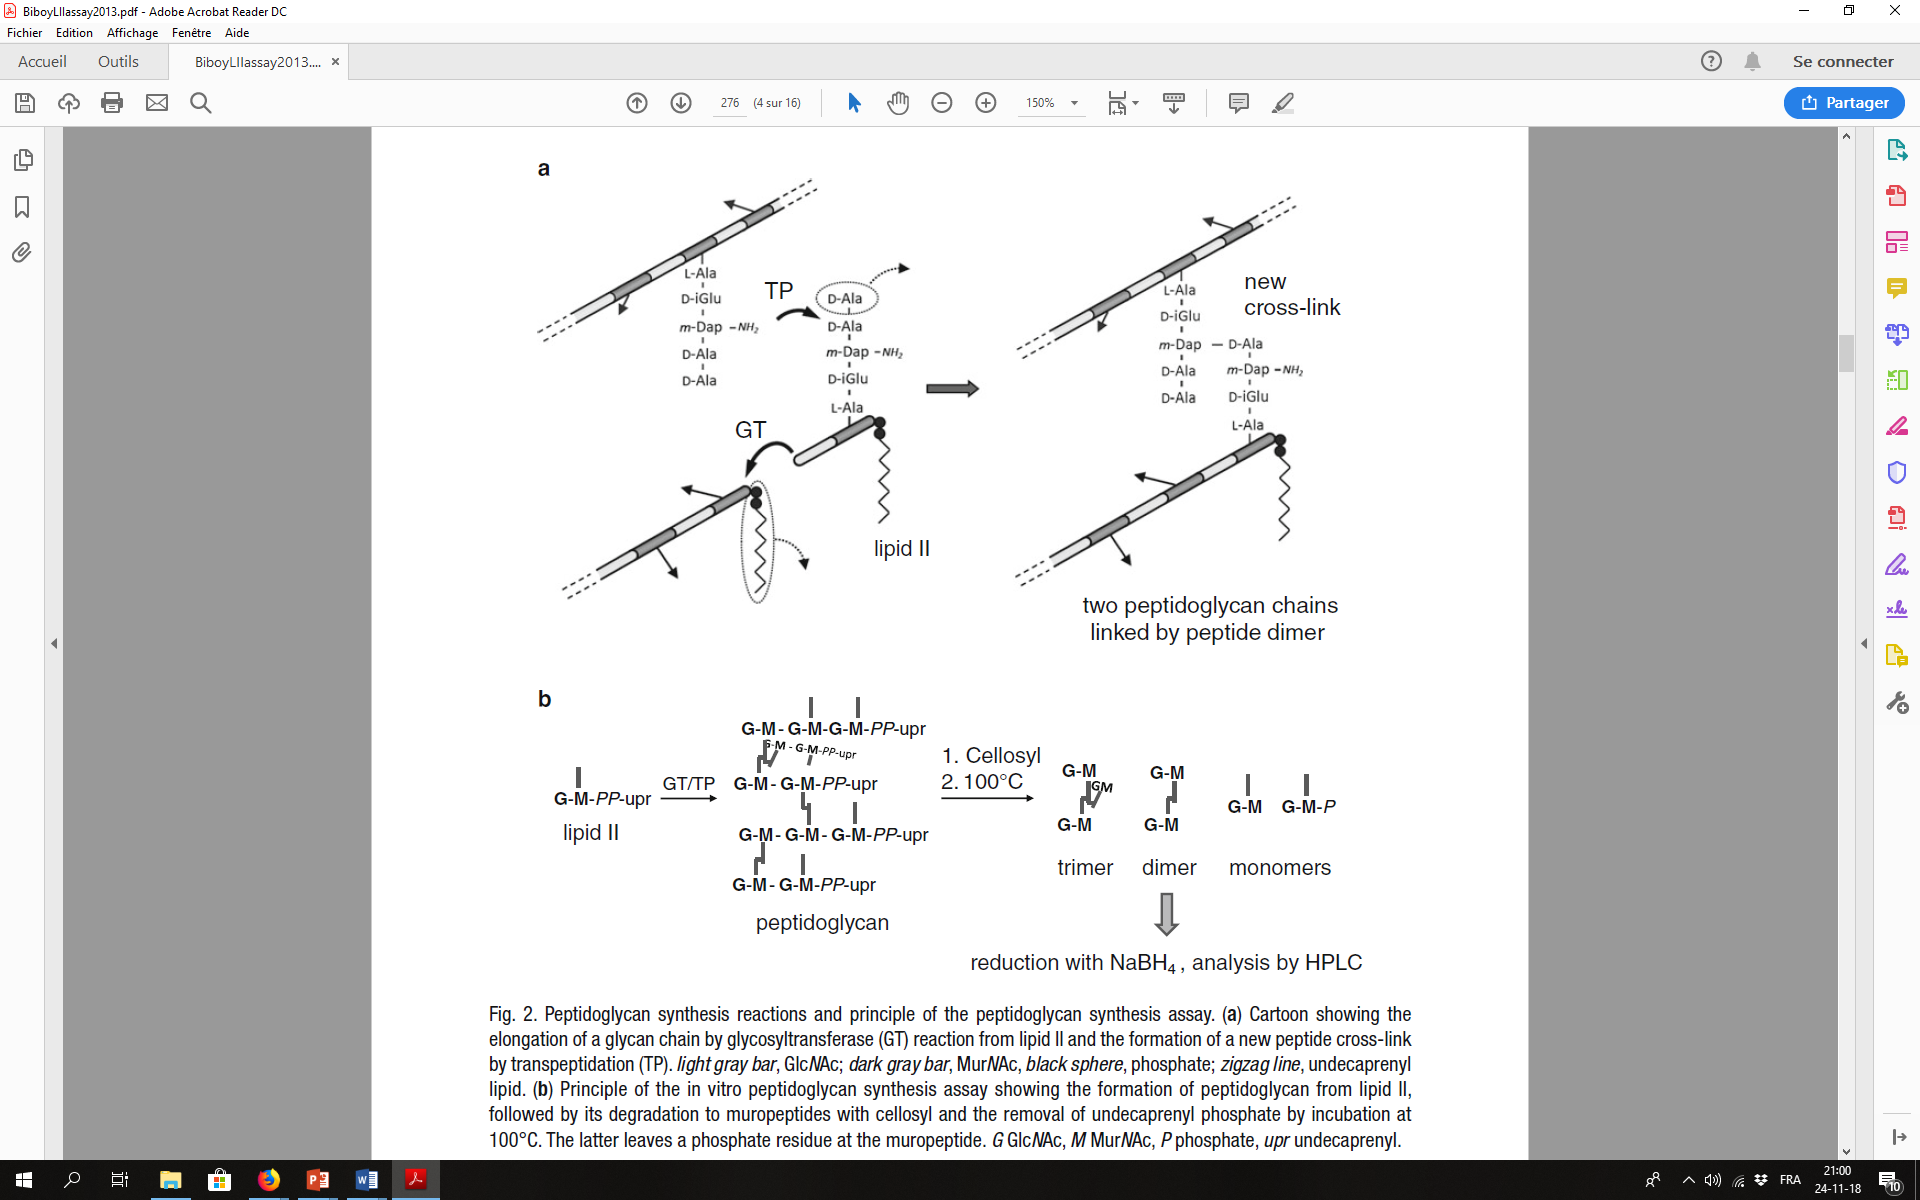 BiboyLIIassay2013.pdf - Adobe Acrobat Reader DC
Fichier Edition Affichage Fenêtre Aide
Accueil Outils BiboyLIIassay2013.... × Se connecter
276 (4 sur 16) 150% Partager
a
L-Ala
D-iGlu
m-Dap –NH2
D-Ala
D-Ala
TP
D-Ala
D-Ala
m-Dap –NH2
D-iGlu
L-Ala
GT
lipid II
L-Ala
D-iGlu
m-Dap – D-Ala
D-Ala m-Dap –NH2
D-Ala D-iGlu
L-Ala
new
cross-link
two peptidoglycan chains
linked by peptide dimer
b
G-M-PP-upr
lipid II
GT/TP
G-M- G-M-G-M-PP-upr
G-M - G-M-PP-upr
G-M- G-M-PP-upr
G-M- G-M- G-M-PP-upr
G-M- G-M-PP-upr
peptidoglycan
1. Cellosyl
2. 100°C
G-M
GM
G-M
trimer
G-M
G-M
dimer
G-M G-M-P
monomers
reduction with NaBH4 , analysis by HPLC
Fig. 2. Peptidoglycan synthesis reactions and principle of the peptidoglycan synthesis assay. (a) Cartoon showing the
elongation of a glycan chain by glycosyltransferase (GT) reaction from lipid II and the formation of a new peptide cross-link
by transpeptidation (TP). light gray bar, GlcNAc; dark gray bar, MurNAc, black sphere, phosphate; zigzag line, undecaprenyl
lipid. (b) Principle of the in vitro peptidoglycan synthesis assay showing the formation of peptidoglycan from lipid II,
followed by its degradation to muropeptides with cellosyl and the removal of undecaprenyl phosphate by incubation at
100°C. The latter leaves a phosphate residue at the muropeptide. G GlcNAc, M MurNAc, P phosphate, upr undecaprenyl.
FRA
21:00
24-11-18
10